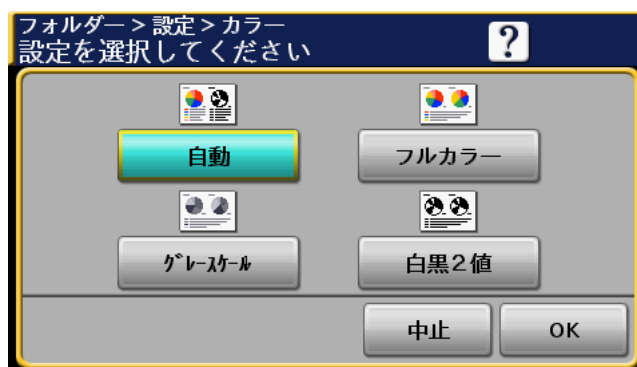 フォルダー＞設定＞カラー
設定を選択してください
?
自動
フルカラー
ｸﾞﾚｰｽｹｰﾙ
白黒２値
中止
OK